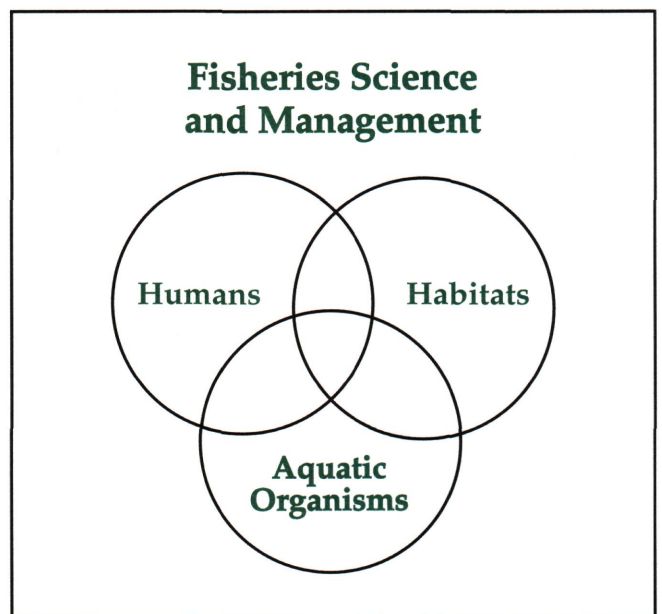 Fisheries Science
and Management
Humans
Habitats
Aquatic
Organisms